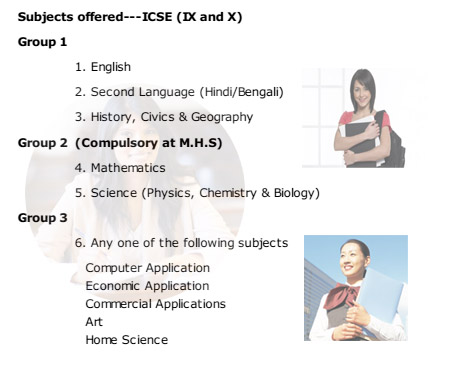 Subjects offered---ICSE (IX and X)
Group 1
1. English
2. Second Language (Hindi/Bengali)
3. History, Civics & Geography
Group 2 (Compulsory at M.H.S)
4. Mathematics
5. Science (Physics, Chemistry & Biology)
Group 3
6. Any one of the following subjects
Computer Application
Economic Application
Commercial Applications
Art
Home Science